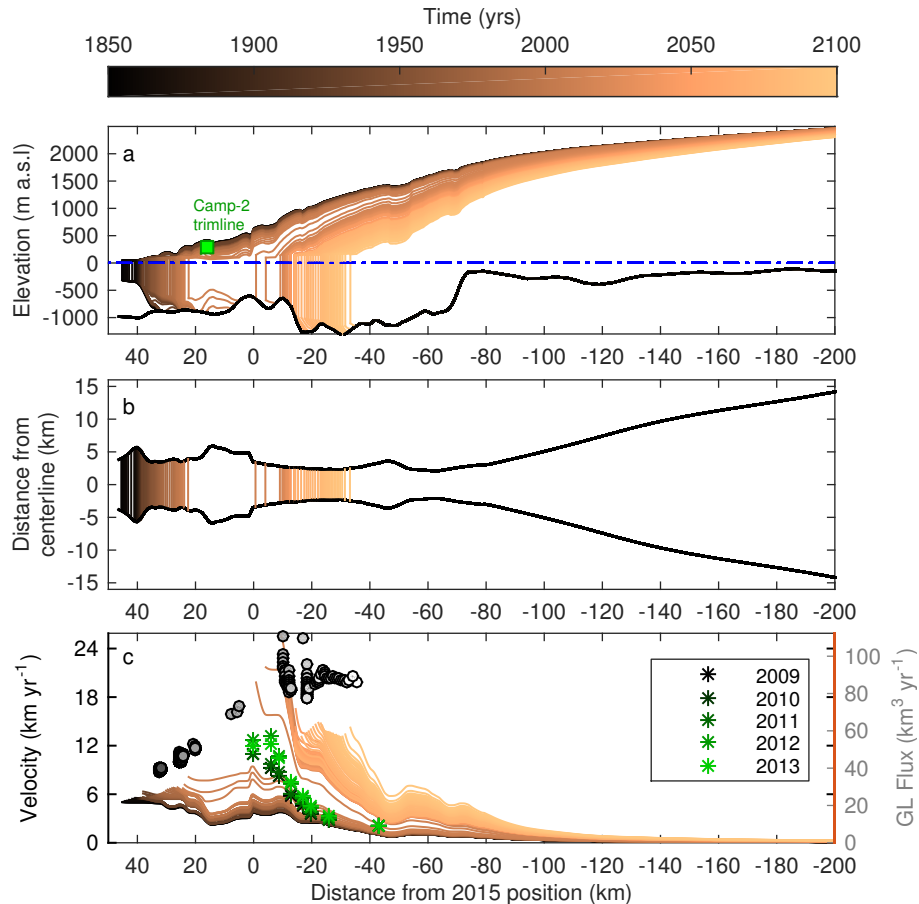 Time (yrs)
1850 1900 1950 2000 2050 2100
a
Elevation (m a.s.l)
2000
1500
1000
500
0
-500
-1000
Camp-2
trimline
40 20 0 -20 -40 -60 -80 -100 -120 -140 -160 -180 -200
b
Distance from
centerline (km)
15
10
5
0
-5
-10
-15
40 20 0 -20 -40 -60 -80 -100 -120 -140 -160 -180 -200
c
Velocity (km yr⁻¹)
24
18
12
6
0
2009
2010
2011
2012
2013
100
80
60
40
20
0
GL Flux (km³ yr⁻¹)
40 20 0 -20 -40 -60 -80 -100 -120 -140 -160 -180 -200
Distance from 2015 position (km)